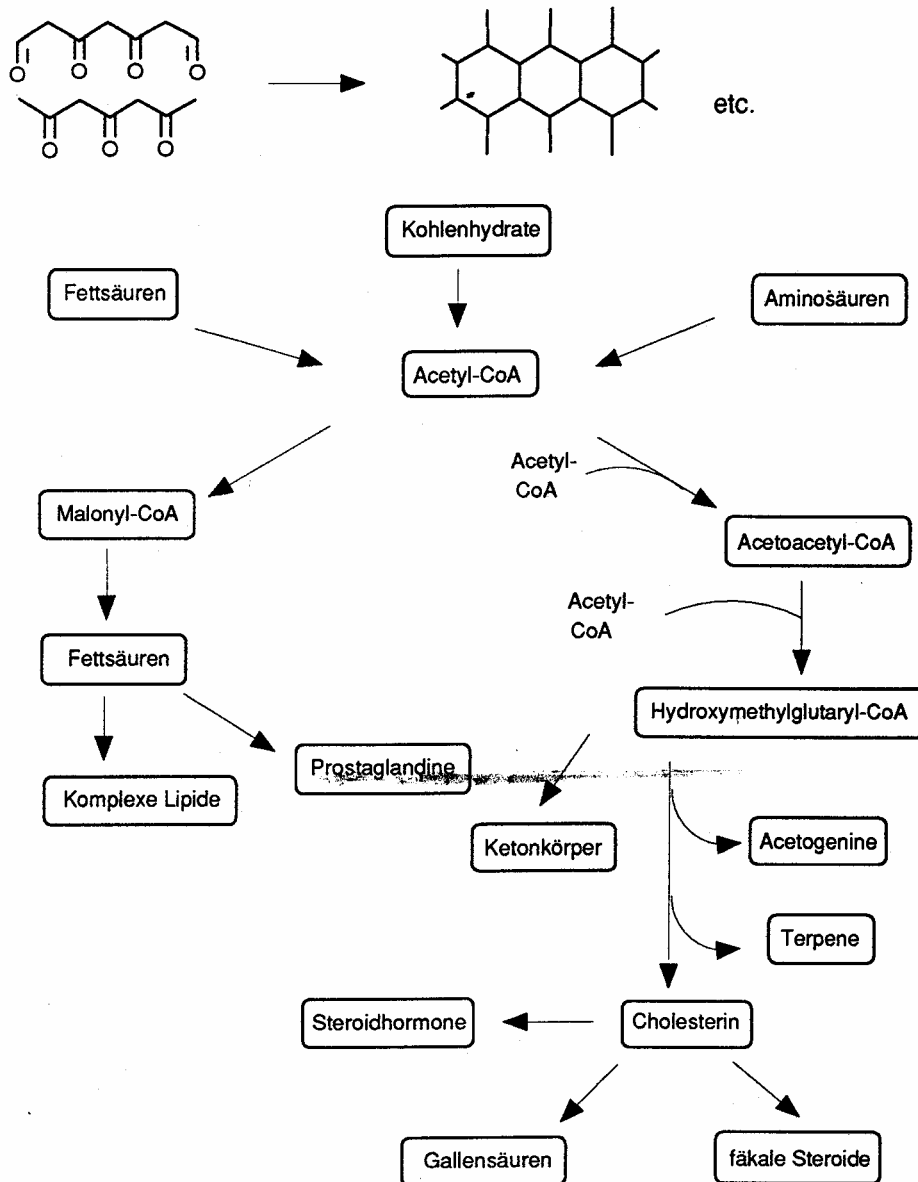 O
O
O
O
O
O
O
etc.
Kohlenhydrate
Fettsäuren
Aminosäuren
Acetyl-CoA
Acetyl-
CoA
Malonyl-CoA
Acetoacetyl-CoA
Acetyl-
CoA
Fettsäuren
Hydroxymethylglutaryl-CoA
Prostaglandine
Komplexe Lipide
Ketonkörper
Acetogenine
Terpene
Steroidhormone
Cholesterin
Gallensäuren
fäkale Steroide